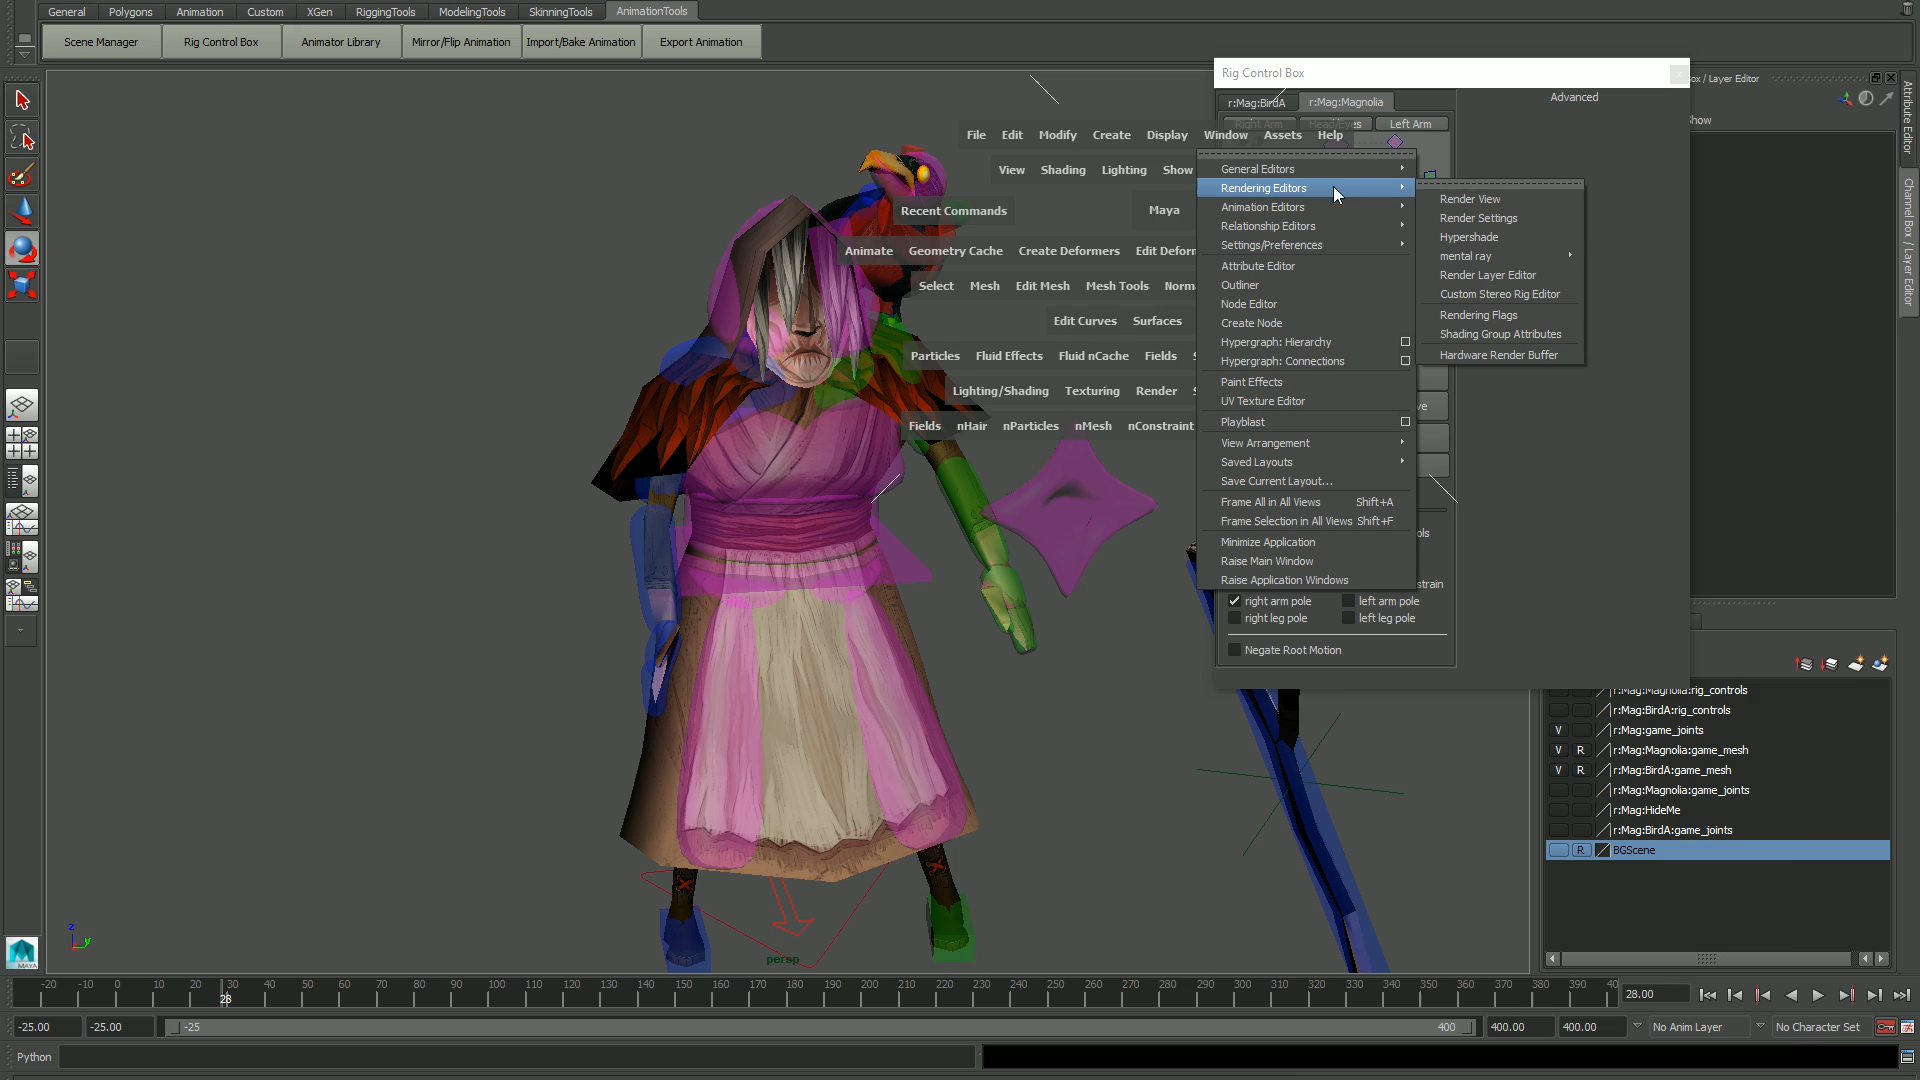 General Polygons Animation Custom XGen RiggingTools ModelingTools SkinningTools AnimationTools
Scene Manager Rig Control Box Animator Library Mirror/Flip Animation Import/Bake Animation Export Animation
Rig Control Box
ox / Layer Editor
r:Mag:BirdA r:Mag:Magnolia
Advanced
Right Arm Head/Eyes Left Arm
how
File Edit Modify Create Display Window Assets Help
View Shading Lighting Show
Recent Commands Maya
Animate Geometry Cache Create Deformers Edit Deforn
Select Mesh Edit Mesh Mesh Tools Norma
Edit Curves Surfaces
Particles Fluid Effects Fluid nCache Fields S
Lighting/Shading Texturing Render S
Fields nHair nParticles nMesh nConstraint
General Editors
Rendering Editors
Animation Editors
Relationship Editors
Settings/Preferences
Attribute Editor
Outliner
Node Editor
Create Node
Hypergraph: Hierarchy
Hypergraph: Connections
Paint Effects
UV Texture Editor
Playblast
View Arrangement
Saved Layouts
Save Current Layout...
Frame All in All Views Shift+A
Frame Selection in All Views Shift+F
Minimize Application
Raise Main Window
Raise Application Windows
Render View
Render Settings
Hypershade
mental ray
Render Layer Editor
Custom Stereo Rig Editor
Rendering Flags
Shading Group Attributes
Hardware Render Buffer
ve
ols
strain
right arm pole left arm pole
right leg pole left leg pole
Negate Root Motion
Attribute Editor
Channel Box / Layer Editor
r:Mag:Magnolia:rig_controls
r:Mag:BirdA:rig_controls
V r:Mag:game_joints
V R r:Mag:Magnolia:game_mesh
V R r:Mag:BirdA:game_mesh
r:Mag:Magnolia:game_joints
r:Mag:HideMe
r:Mag:BirdA:game_joints
R BGScene
z
y
persp
MAYA
-20 -10 0 10 20 30 40 50 60 70 80 90 100 110 120 130 140 150 160 170 180 190 200 210 220 230 240 250 260 270 280 290 300 310 320 330 340 350 360 370 380 390 40
28
28.00
-25.00 -25.00 -25 400 400.00 400.00 No Anim Layer No Character Set
Python